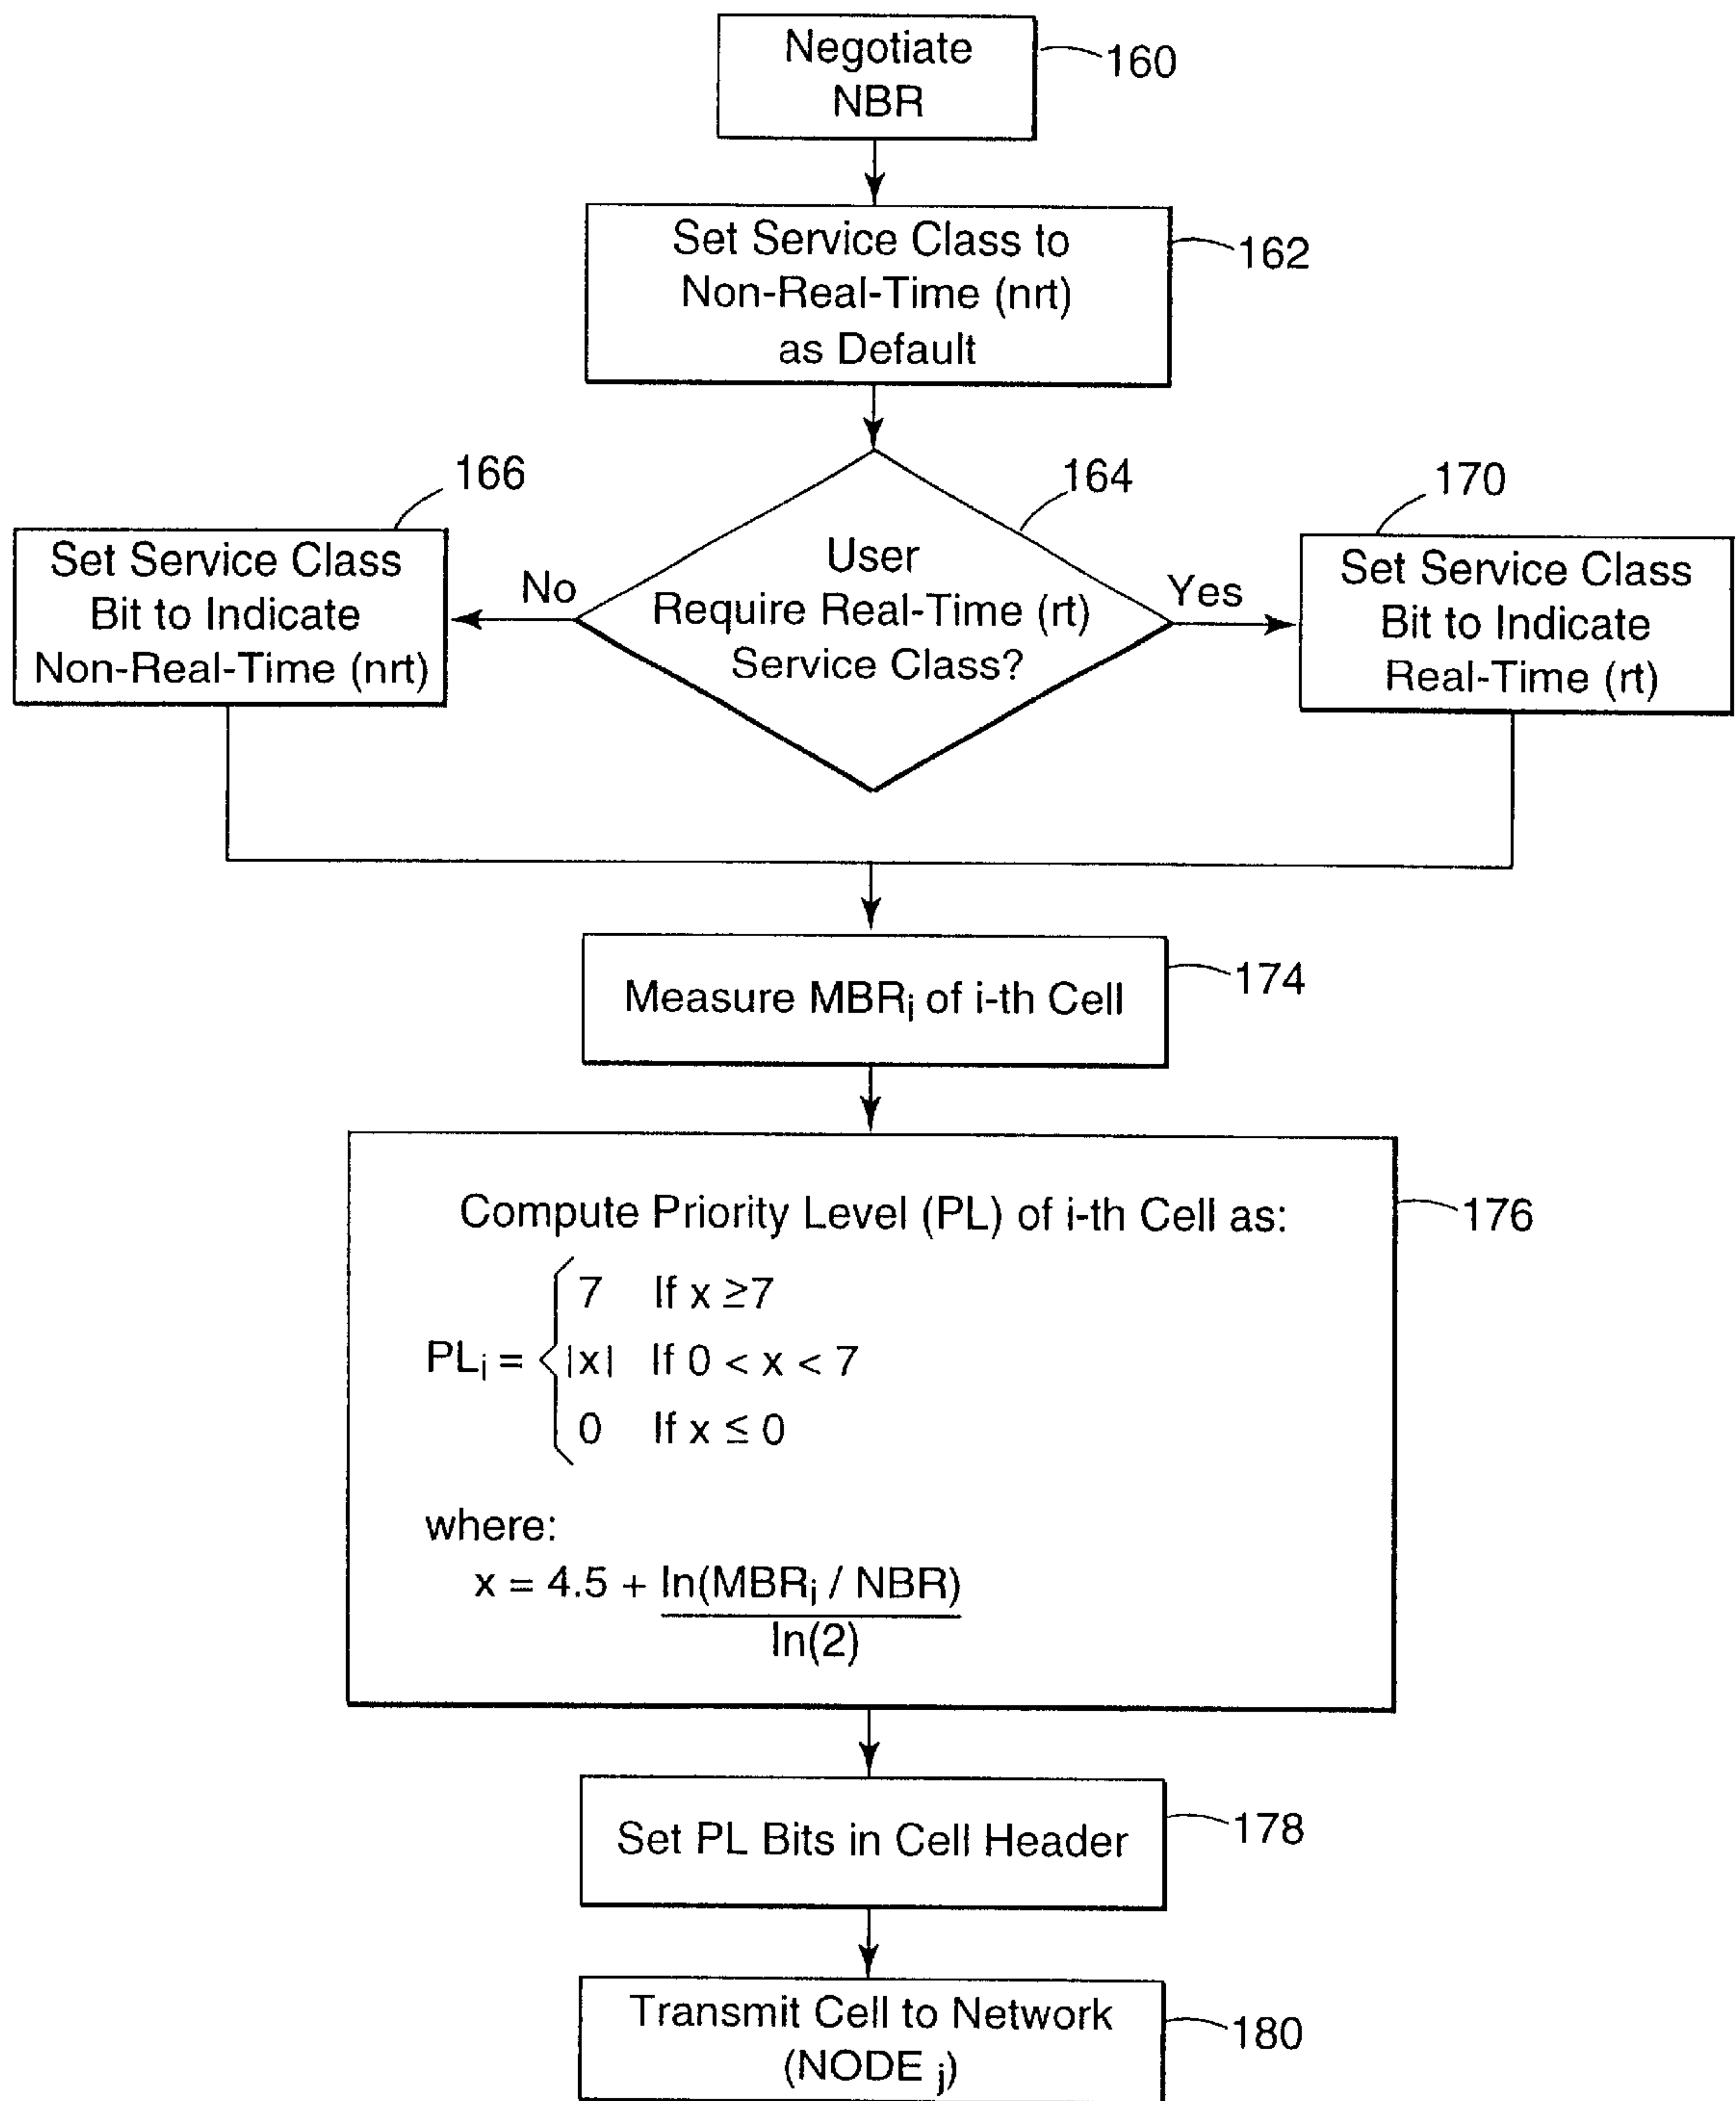 Negotiate
NBR
160
Set Service Class to
Non-Real-Time (nrt)
as Default
162
166
164
170
Set Service Class
Bit to Indicate
Non-Real-Time (nrt)
No
User
Require Real-Time (rt)
Service Class?
Yes
Set Service Class
Bit to Indicate
Real-Time (rt)
Measure MBRi of i-th Cell
174
Compute Priority Level (PL) of i-th Cell as:
176
7 If x ≥7
PLi = { |x| If 0 < x < 7
0 If x ≤ 0
where:
x = 4.5 + ln(MBRi / NBR)
ln(2)
Set PL Bits in Cell Header
178
Transmit Cell to Network
(NODE j)
180